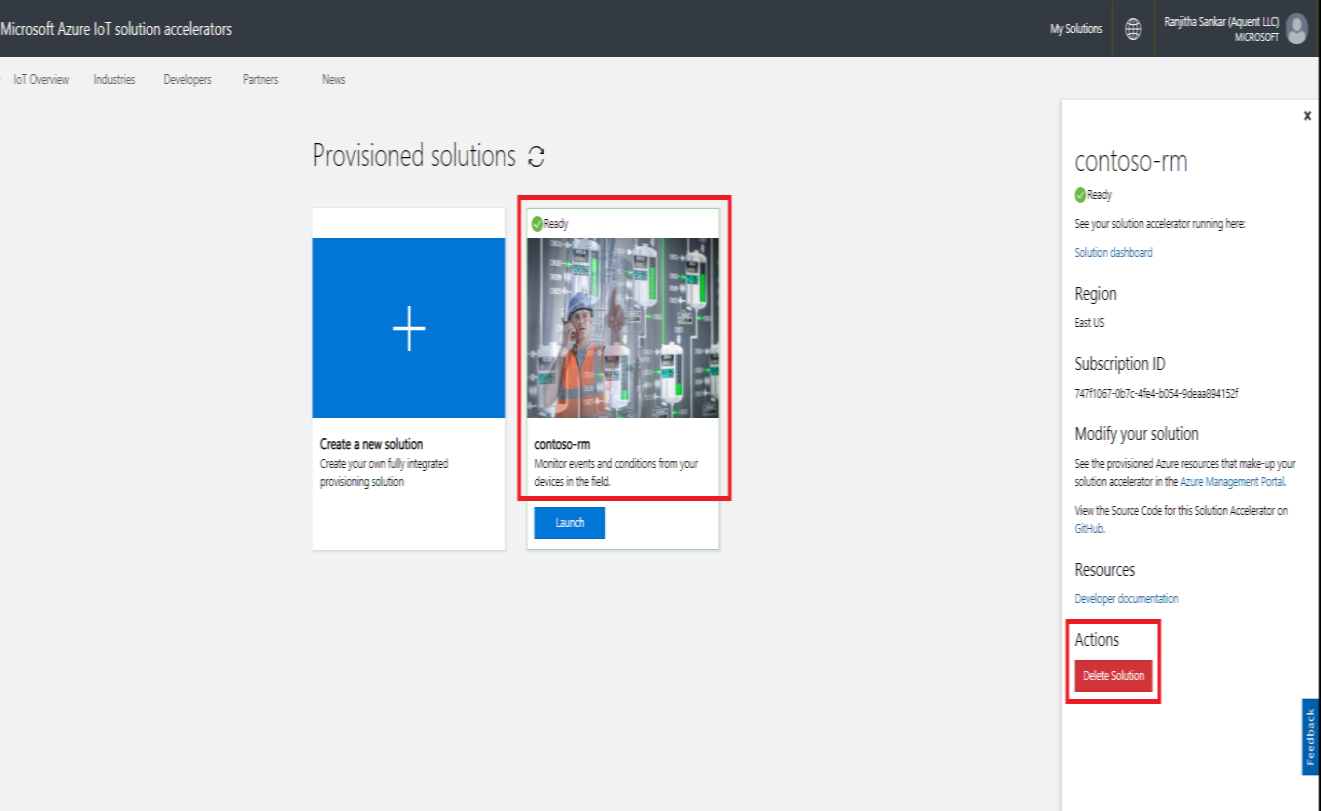 Microsoft Azure IoT solution accelerators
My Solutions
Ranjitha Sankar (Aquent LLC)
MICROSOFT
IoT Overview
Industries
Developers
Partners
News
Provisioned solutions
Create a new solution
Create your own fully integrated
provisioning solution
Ready
contoso-rm
Monitor events and conditions from your
devices in the field.
Launch
x
contoso-rm
Ready
See your solution accelerator running here:
Solution dashboard
Region
East US
Subscription ID
747f1067-0b7c-4fe4-b054-9deaa894152f
Modify your solution
See the provisioned Azure resources that make-up your
solution accelerator in the Azure Management Portal.
View the Source Code for this Solution Accelerator on
GitHub.
Resources
Developer documentation
Actions
Delete Solution
Feedback